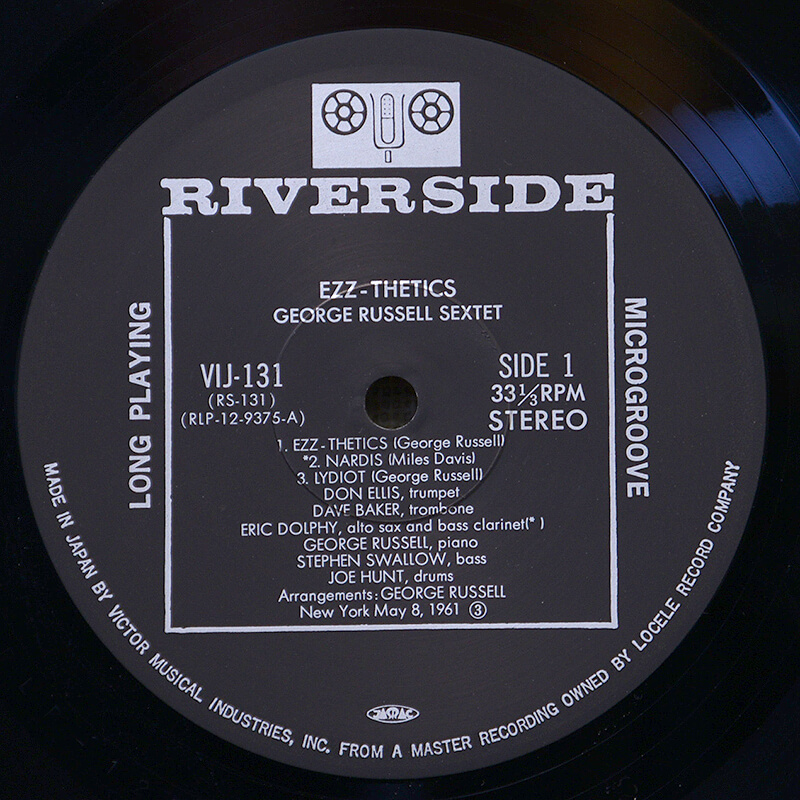 RIVERSIDE
EZZ-THETICS
GEORGE RUSSELL SEXTET
VIJ-131
(RS-131)
(RLP-12-9375-A)
SIDE 1
33⅓RPM
STEREO
1. EZZ-THETICS (George Russell)
*2. NARDIS (Miles Davis)
3. LYDIOT (George Russell)
DON ELLIS, trumpet
DAVE BAKER, trombone
ERIC DOLPHY, alto sax and bass clarinet(*)
GEORGE RUSSELL, piano
STEPHEN SWALLOW, bass
JOE HUNT, drums
Arrangements: GEORGE RUSSELL
New York May 8, 1961 ③
LONG PLAYING
MICROGROOVE
JASRAC
MADE IN JAPAN BY VICTOR MUSICAL INDUSTRIES, INC. FROM A MASTER RECORDING OWNED BY LOCELE RECORD COMPANY